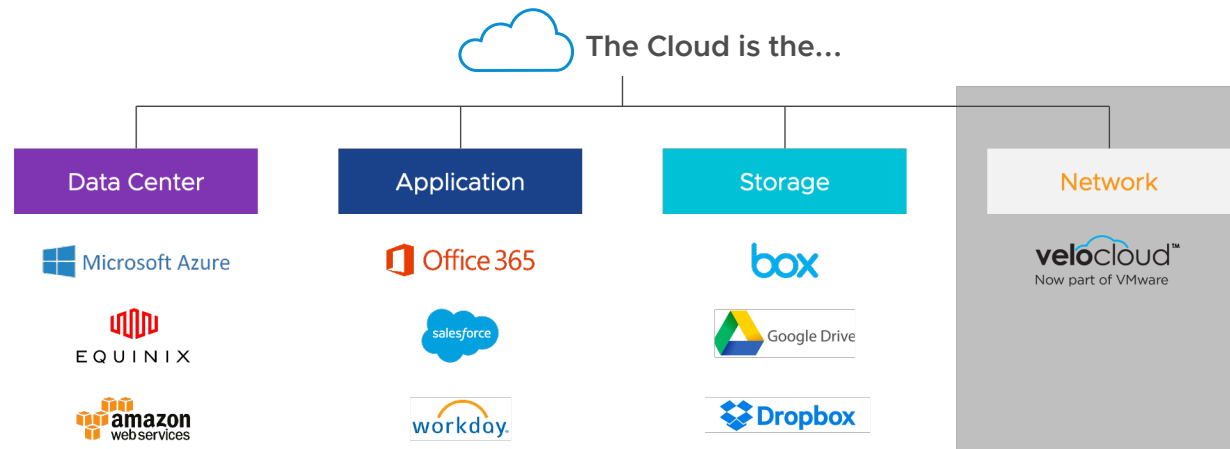 The Cloud is the...
Data Center
Application
Storage
Network
Microsoft Azure
Office 365
box
velocloud™
Now part of VMware
EQUINIX
salesforce
Google Drive
amazon
web services
workday.
Dropbox